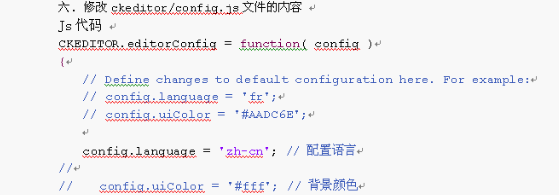 六. 修改 ckeditor/config.js 文件的内容
Js 代码
CKEDITOR.editorConfig = function( config )
{
// Define changes to default configuration here. For example:
// config.language = 'fr';
// config.uiColor = '#AADC6E';
config.language = 'zh-cn'; // 配置语言
//
// config.uiColor = '#fff'; // 背景颜色